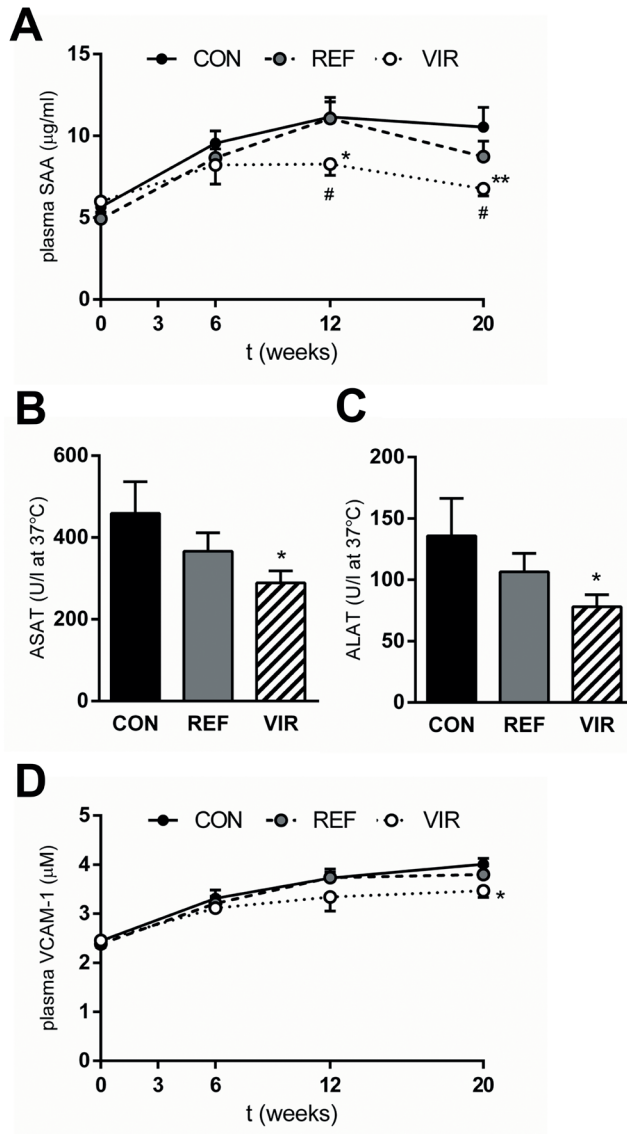 A
CON REF VIR
plasma SAA (µg/ml)
15
10
5
0
*
#
**
#
0 3 6 12 20
t (weeks)
B
ASAT (U/l at 37°C)
600
400
200
0
*
CON REF VIR
C
ALAT (U/l at 37°C)
200
150
100
50
0
*
CON REF VIR
D
CON REF VIR
plasma VCAM-1 (µM)
5
4
3
2
1
0
*
0 3 6 12 20
t (weeks)